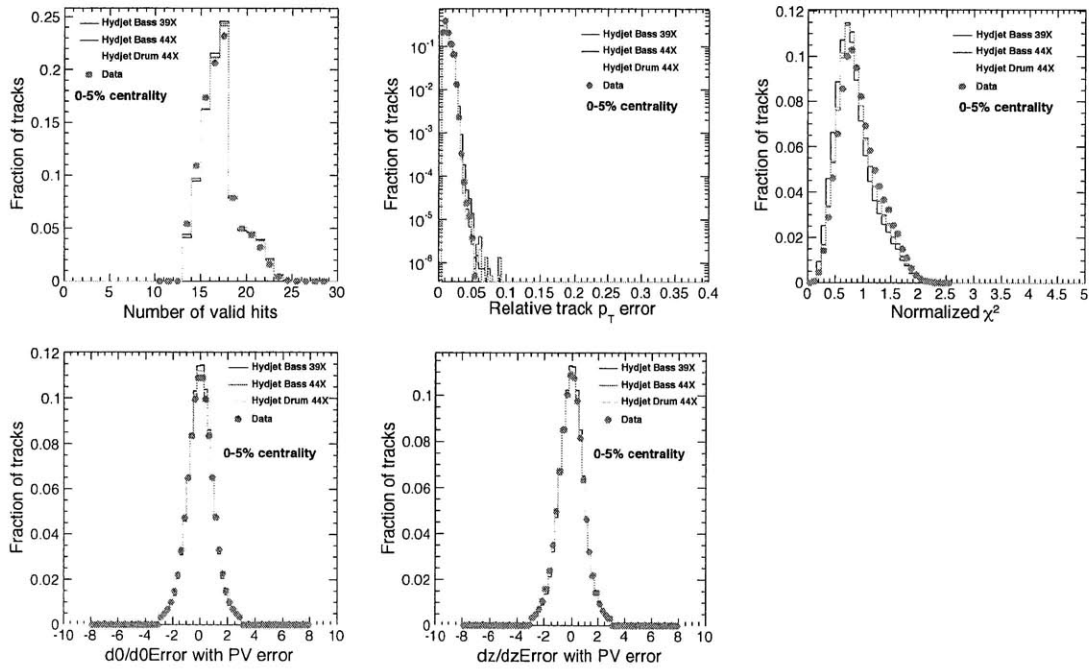 Fraction of tracks
0.25
0.2
0.15
0.1
0.05
0
Hydjet Bass 39X
Hydjet Bass 44X
Hydjet Drum 44X
Data
0-5% centrality
0 5 10 15 20 25 30
Number of valid hits
Fraction of tracks
10⁻¹
10⁻²
10⁻³
10⁻⁴
10⁻⁵
10⁻⁶
Hydjet Bass 39X
Hydjet Bass 44X
Hydjet Drum 44X
Data
0-5% centrality
0 0.05 0.1 0.15 0.2 0.25 0.3 0.35 0.4
Relative track p_T error
Fraction of tracks
0.12
0.1
0.08
0.06
0.04
0.02
0
Hydjet Bass 39X
Hydjet Bass 44X
Hydjet Drum 44X
Data
0-5% centrality
0 0.5 1 1.5 2 2.5 3 3.5 4 4.5 5
Normalized χ²
Fraction of tracks
0.12
0.1
0.08
0.06
0.04
0.02
0
Hydjet Bass 39X
Hydjet Bass 44X
Hydjet Drum 44X
Data
0-5% centrality
-10 -8 -6 -4 -2 0 2 4 6 8 10
d0/d0Error with PV error
Fraction of tracks
0.12
0.1
0.08
0.06
0.04
0.02
0
Hydjet Bass 39X
Hydjet Bass 44X
Hydjet Drum 44X
Data
0-5% centrality
-10 -8 -6 -4 -2 0 2 4 6 8 10
dz/dzError with PV error